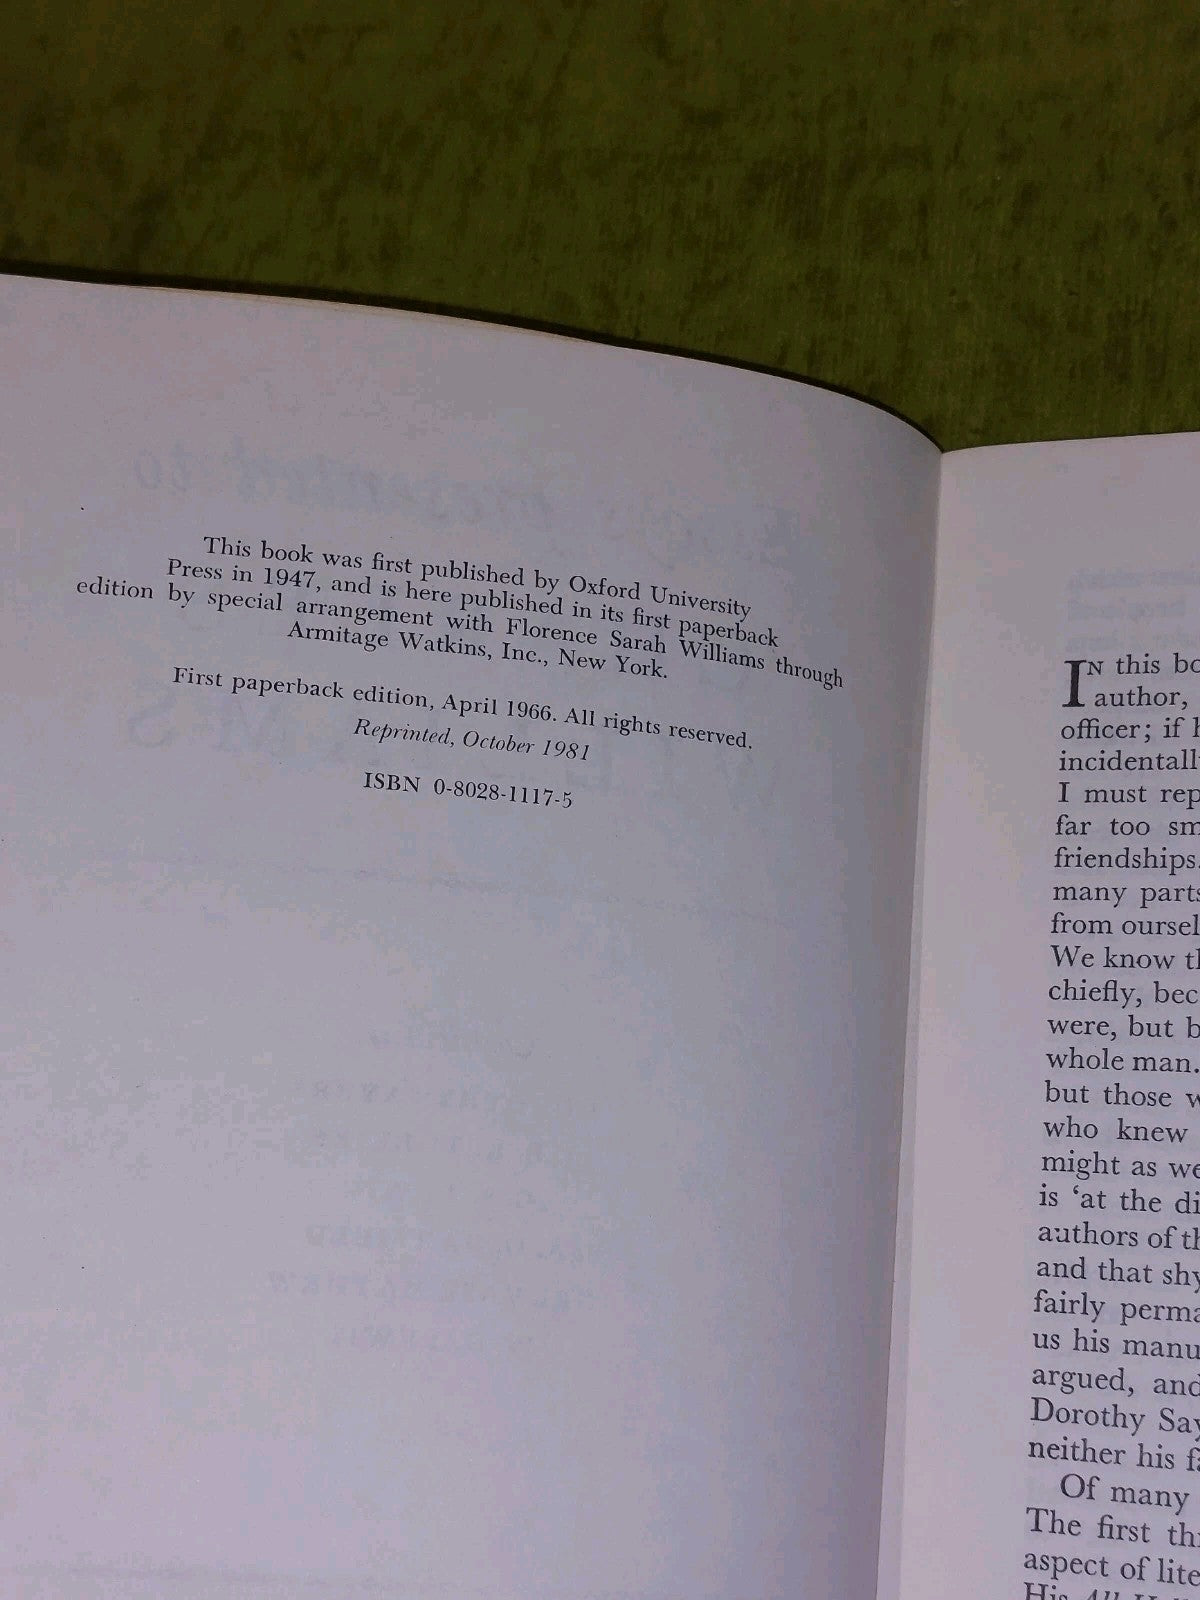 This book was first published by Oxford University
Press in 1947, and is here published in its first paperback
edition by special arrangement with Florence Sarah Williams through
Armitage Watkins, Inc., New York.
First paperback edition, April 1966. All rights reserved.
Reprinted, October 1981
ISBN 0-8028-1117-5
IN this bo
author,
officer; if h
incidentall
I must rep
far too sm
friendships.
many parts
from oursel
We know th
chiefly, bec
were, but b
whole man.
but those w
who knew
might as we
is ‘at the di
authors of th
and that shy
fairly perma
us his manu
argued, and
Dorothy Say
neither his fa
Of many
The first thr
aspect of lite
His All H